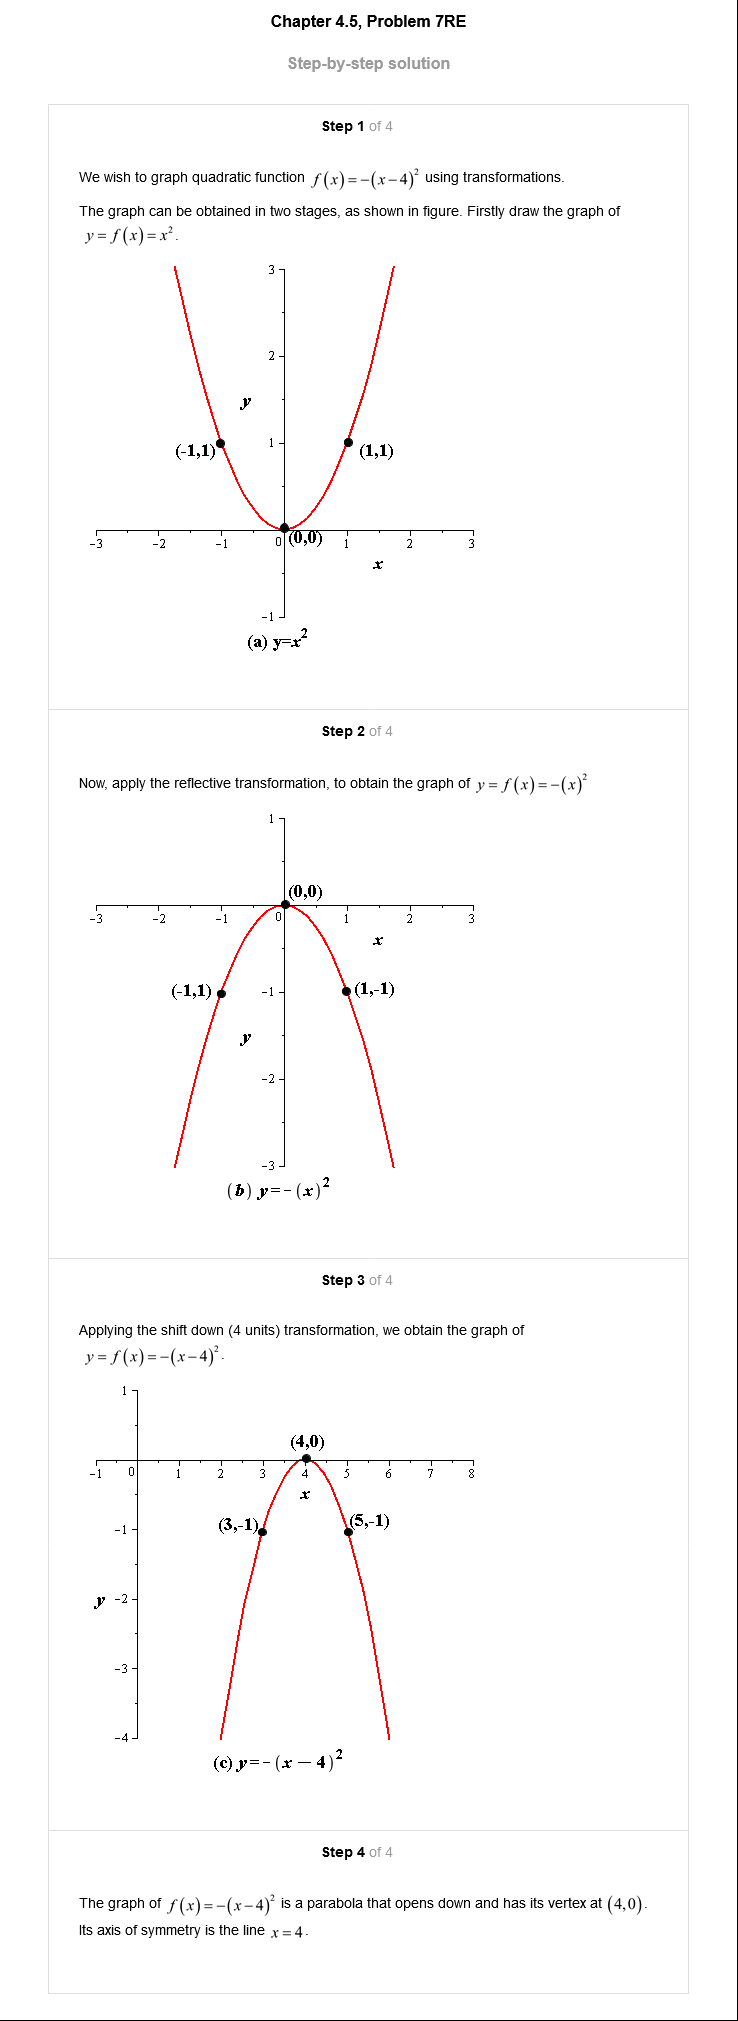 Chapter 4.5, Problem 7RE
Step-by-step solution
Step 1 of 4
We wish to graph quadratic function f(x)=−(x−4)² using transformations.
The graph can be obtained in two stages, as shown in figure. Firstly draw the graph of
y=f(x)=x².
3
2
y
1
(-1,1)
(1,1)
-3 -2 -1 0 (0,0) 1 2 3
x
-1
(a) y=x²
Step 2 of 4
Now, apply the reflective transformation, to obtain the graph of y=f(x)=−(x)²
1
(0,0)
-3 -2 -1 0 1 2 3
x
(-1,1) -1 (1,-1)
y
-2
-3
(b) y=−(x)²
Step 3 of 4
Applying the shift down (4 units) transformation, we obtain the graph of
y=f(x)=−(x−4)².
1
(4,0)
-1 0 1 2 3 4 5 6 7 8
x
(3,-1) (5,-1)
-1
y -2
-3
-4
(c) y=−(x−4)²
Step 4 of 4
The graph of f(x)=−(x−4)² is a parabola that opens down and has its vertex at (4,0).
Its axis of symmetry is the line x=4.